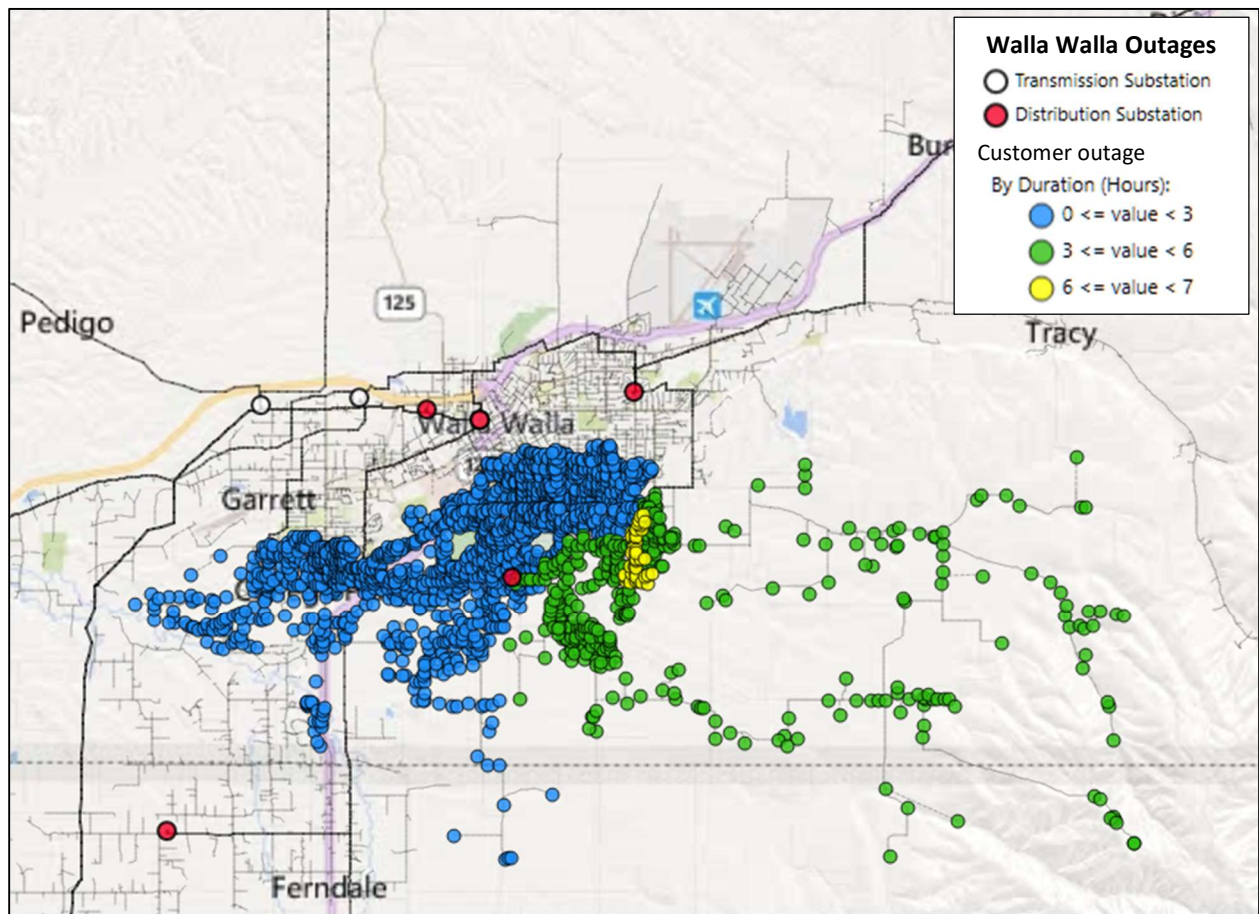 Walla Walla Outages
Transmission Substation
Distribution Substation
Customer outage
By Duration (Hours):
0 <= value < 3
3 <= value < 6
6 <= value < 7
Bur
125
Pedigo
Tracy
Walla Walla
Garrett
Ferndale